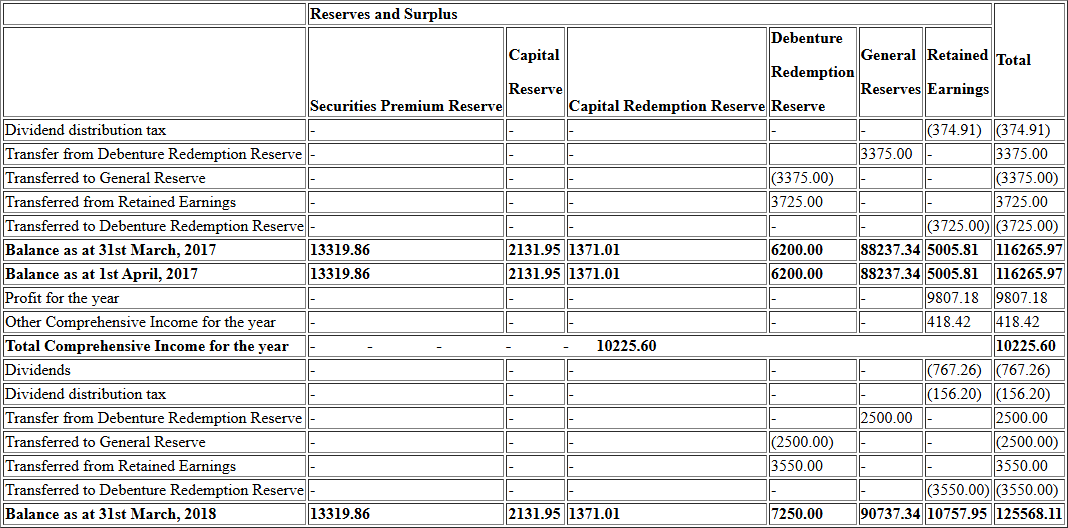 Reserves and Surplus
Securities Premium Reserve Capital Reserve Capital Redemption Reserve Debenture Redemption Reserve General Reserves Retained Earnings Total
Dividend distribution tax - - - - - (374.91) (374.91)
Transfer from Debenture Redemption Reserve - - - 3375.00 - 3375.00
Transferred to General Reserve - - - (3375.00) - - (3375.00)
Transferred from Retained Earnings - - - 3725.00 - - 3725.00
Transferred to Debenture Redemption Reserve - - - - - (3725.00) (3725.00)
Balance as at 31st March, 2017 13319.86 2131.95 1371.01 6200.00 88237.34 5005.81 116265.97
Balance as at 1st April, 2017 13319.86 2131.95 1371.01 6200.00 88237.34 5005.81 116265.97
Profit for the year - - - - - 9807.18 9807.18
Other Comprehensive Income for the year - - - - - 418.42 418.42
Total Comprehensive Income for the year - - - - - 10225.60 10225.60
Dividends - - - - - (767.26) (767.26)
Dividend distribution tax - - - - - (156.20) (156.20)
Transfer from Debenture Redemption Reserve - - - - 2500.00 - 2500.00
Transferred to General Reserve - - - (2500.00) - - (2500.00)
Transferred from Retained Earnings - - - 3550.00 - - 3550.00
Transferred to Debenture Redemption Reserve - - - - - (3550.00) (3550.00)
Balance as at 31st March, 2018 13319.86 2131.95 1371.01 7250.00 90737.34 10757.95 125568.11